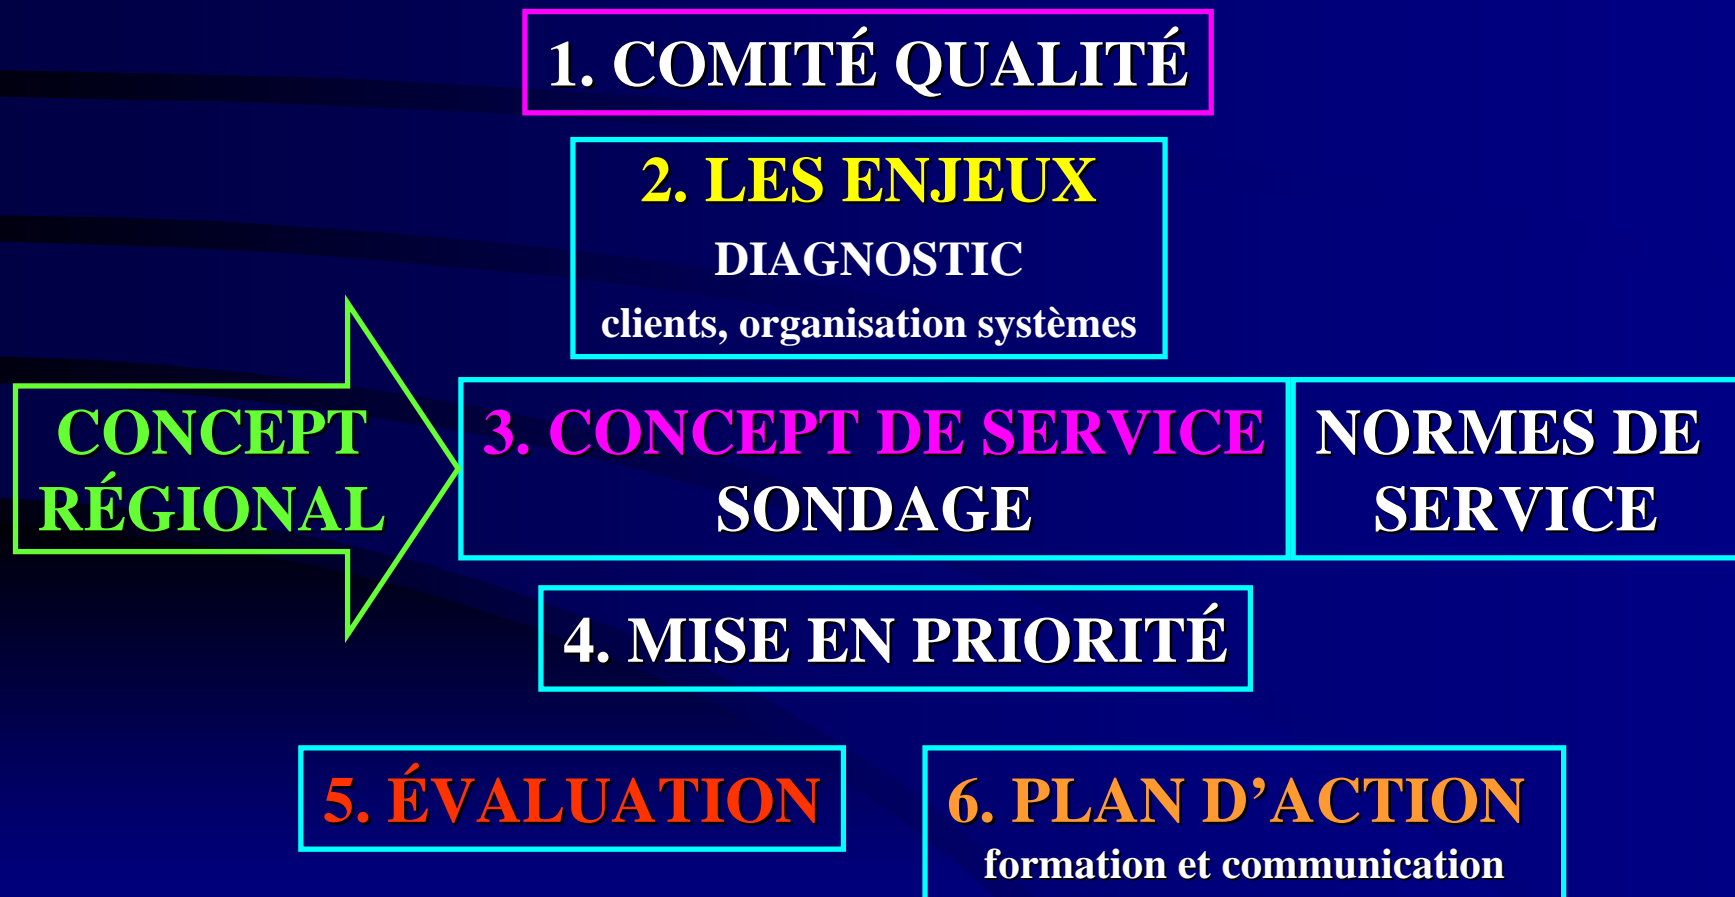 1. COMITÉ QUALITÉ
2. LES ENJEUX
DIAGNOSTIC
clients, organisation systèmes
CONCEPT
RÉGIONAL
3. CONCEPT DE SERVICE
SONDAGE
NORMES DE
SERVICE
4. MISE EN PRIORITÉ
5. ÉVALUATION
6. PLAN D’ACTION
formation et communication